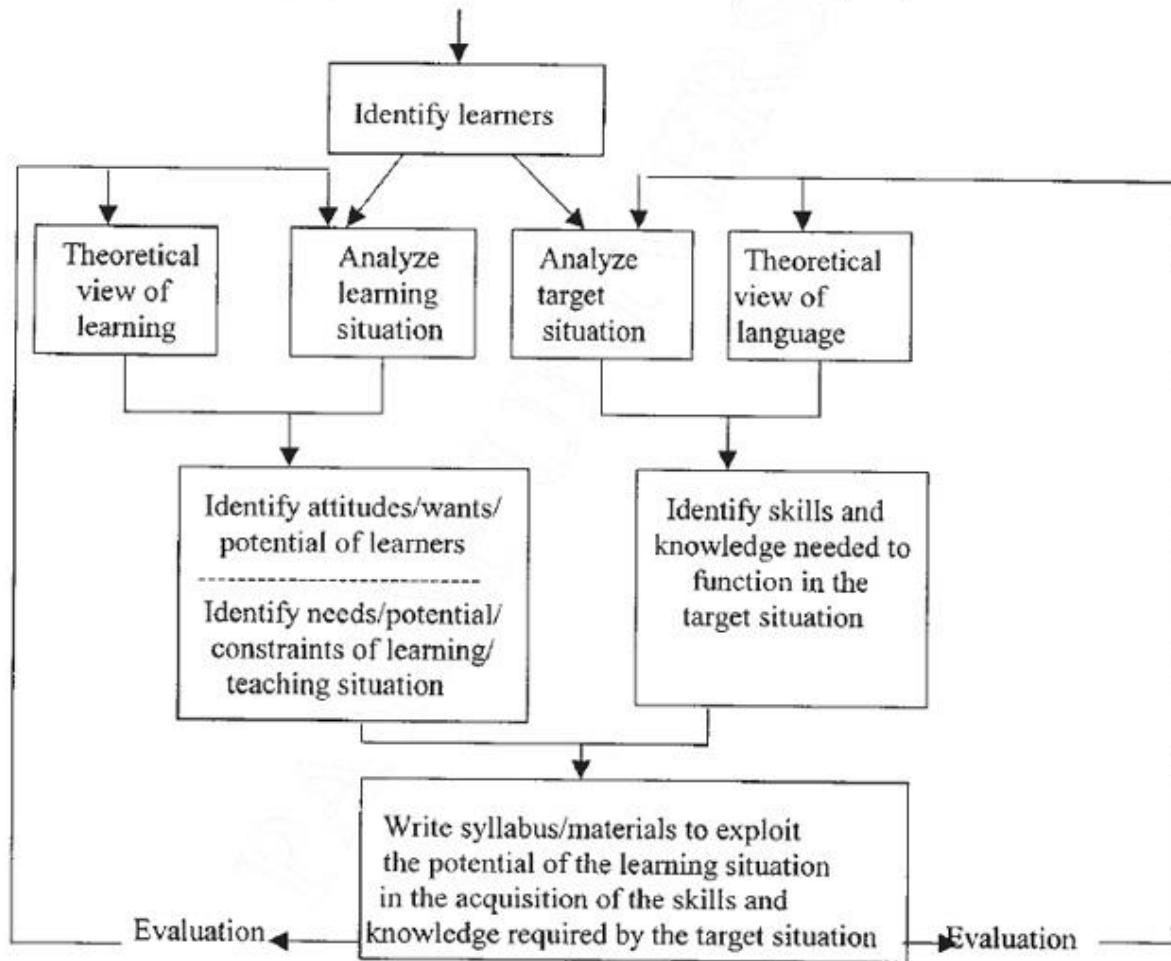 Identify learners
Theoretical
view of
learning
Analyze
learning
situation
Analyze
target
situation
Theoretical
view of
language
Identify attitudes/wants/
potential of learners
Identify needs/potential/
constraints of learning/
teaching situation
Identify skills and
knowledge needed to
function in the
target situation
Write syllabus/materials to exploit
the potential of the learning situation
in the acquisition of the skills and
knowledge required by the target situation
Evaluation
Evaluation